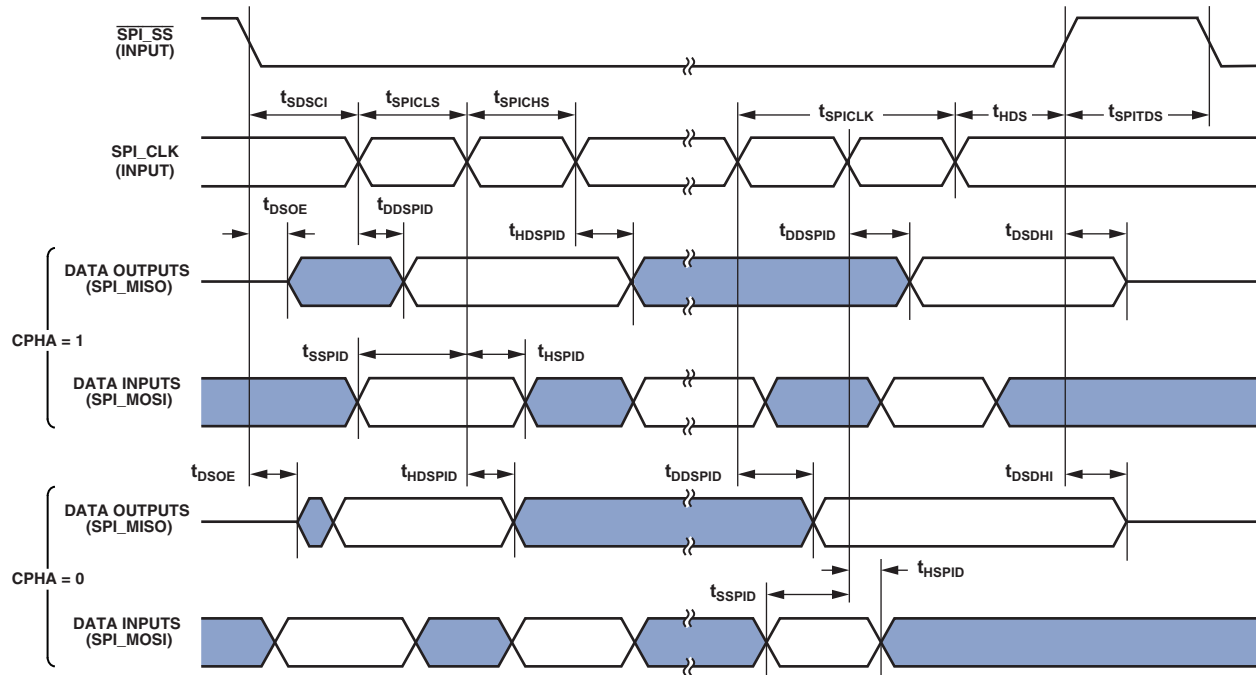 SPI_SS
(INPUT)
tSDSCI
tSPICLS
tSPICHS
tSPICLK
tHDS
tSPITDS
SPI_CLK
(INPUT)
tDSOE
tDDSPID
tHDSPID
tDDSPID
tDSDHI
DATA OUTPUTS
(SPI_MISO)
CPHA = 1
tSSPID
tHSPID
DATA INPUTS
(SPI_MOSI)
tDSOE
tHDSPID
tDDSPID
tDSDHI
DATA OUTPUTS
(SPI_MISO)
CPHA = 0
tHSPID
tSSPID
DATA INPUTS
(SPI_MOSI)